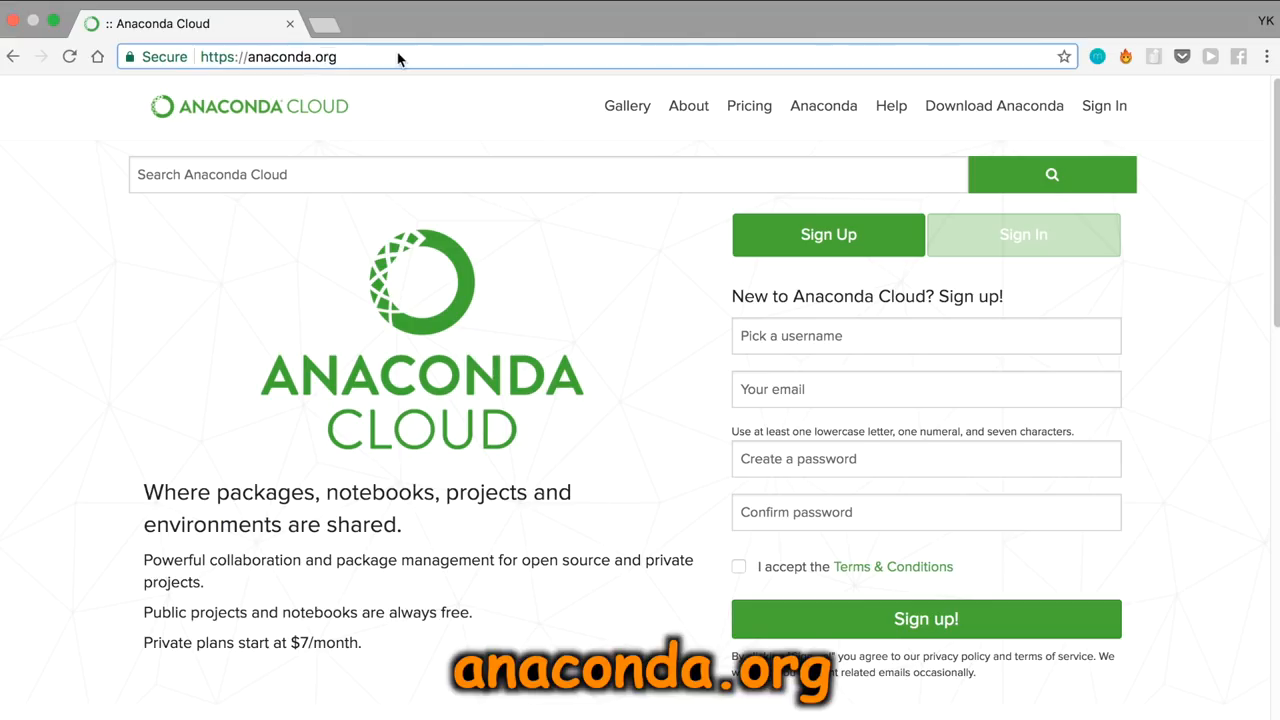 :: Anaconda Cloud
YK
Secure https://anaconda.org
ANACONDA CLOUD
Gallery About Pricing Anaconda Help Download Anaconda Sign In
Search Anaconda Cloud
Sign Up Sign In
ANACONDA
CLOUD
New to Anaconda Cloud? Sign up!
Pick a username
Your email
Use at least one lowercase letter, one numeral, and seven characters.
Create a password
Confirm password
I accept the Terms & Conditions
Sign up!
Where packages, notebooks, projects and
environments are shared.
Powerful collaboration and package management for open source and private
projects.
Public projects and notebooks are always free.
Private plans start at $7/month.
you agree to our privacy policy and terms of service. We
related emails occasionally.
anaconda.org